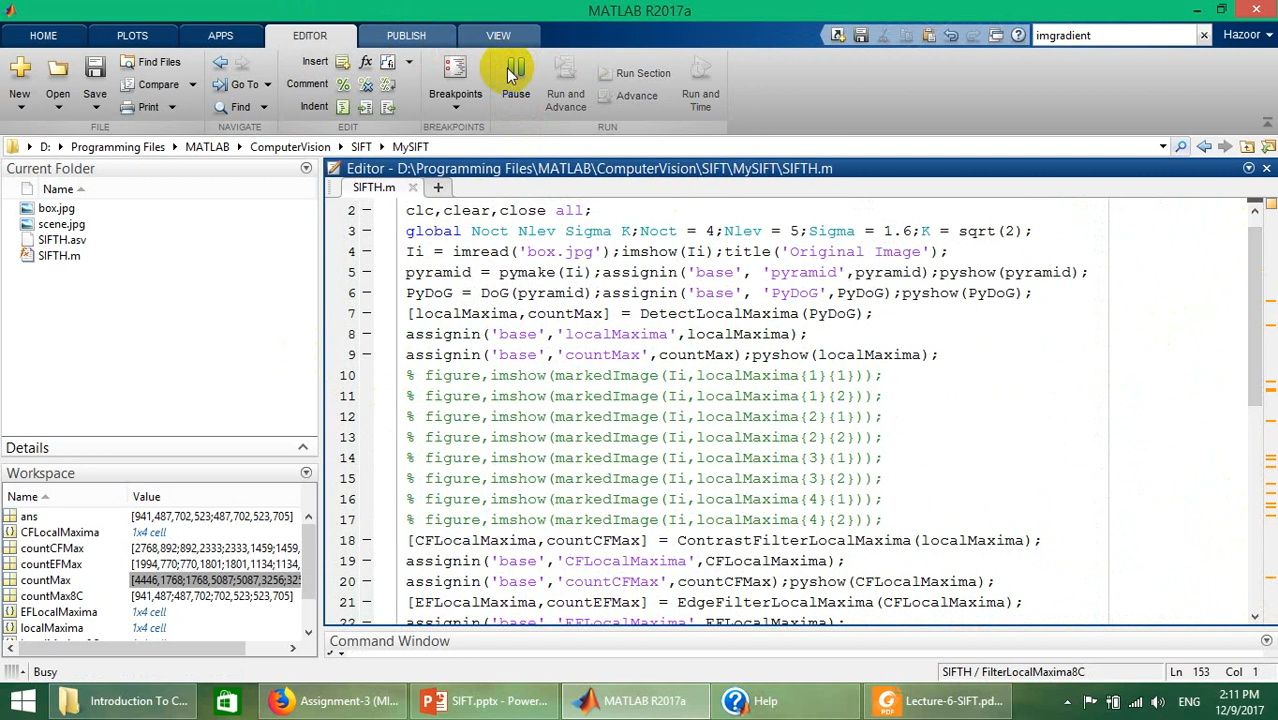 MATLAB R2017a
HOME PLOTS APPS EDITOR PUBLISH VIEW imgradient Hazoor
New Open Save Find Files Compare Print
Go To Find
Insert Comment Indent
Breakpoints Pause Run and Advance Run Section Advance Run and Time
FILE NAVIGATE EDIT BREAKPOINTS RUN
D: Programming Files MATLAB ComputerVision SIFT MySIFT
Current Folder
Name
box.jpg
scene.jpg
SIFTH.asv
SIFTH.m
Details
Workspace
Name Value
ans [941,487,702,523;487,702,523,705]
CFLocalMaxima 1x4 cell
countCFMax [2768,892;892,2333;2333,1459;1459,
countEFMax [1994,770;770,1801;1801,1134;1134,
countMax [4446,1768;1768,5087;5087,3256;325
countMax8C [941,487;487,702;702,523;523,705]
EFLocalMaxima 1x4 cell
localMaxima 1x4 cell
Editor - D:\Programming Files\MATLAB\ComputerVision\SIFT\MySIFT\SIFTH.m
SIFTH.m
2 clc,clear,close all;
3 global Noct Nlev Sigma K;Noct = 4;Nlev = 5;Sigma = 1.6;K = sqrt(2);
4 Ii = imread('box.jpg');imshow(Ii);title('Original Image');
5 pyramid = pymake(Ii);assignin('base', 'pyramid',pyramid);pyshow(pyramid);
6 PyDoG = DoG(pyramid);assignin('base', 'PyDoG',PyDoG);pyshow(PyDoG);
7 [localMaxima,countMax] = DetectLocalMaxima(PyDoG);
8 assignin('base','localMaxima',localMaxima);
9 assignin('base','countMax',countMax);pyshow(localMaxima);
10 % figure,imshow(markedImage(Ii,localMaxima{1}{1}));
11 % figure,imshow(markedImage(Ii,localMaxima{1}{2}));
12 % figure,imshow(markedImage(Ii,localMaxima{2}{1}));
13 % figure,imshow(markedImage(Ii,localMaxima{2}{2}));
14 % figure,imshow(markedImage(Ii,localMaxima{3}{1}));
15 % figure,imshow(markedImage(Ii,localMaxima{3}{2}));
16 % figure,imshow(markedImage(Ii,localMaxima{4}{1}));
17 % figure,imshow(markedImage(Ii,localMaxima{4}{2}));
18 [CFLocalMaxima,countCFMax] = ContrastFilterLocalMaxima(localMaxima);
19 assignin('base','CFLocalMaxima',CFLocalMaxima);
20 assignin('base','countCFMax',countCFMax);pyshow(CFLocalMaxima);
21 [EFLocalMaxima,countEFMax] = EdgeFilterLocalMaxima(CFLocalMaxima);
assignin('base','EFLocalMaxima',EFLocalMaxima);
Command Window
Busy SIFTH / FilterLocalMaxima8C Ln 153 Col 1
Introduction To C... Assignment-3 (MI... SIFT.pptx - Power... MATLAB R2017a Help Lecture-6-SIFT.pd... ENG 2:11 PM
12/9/2017